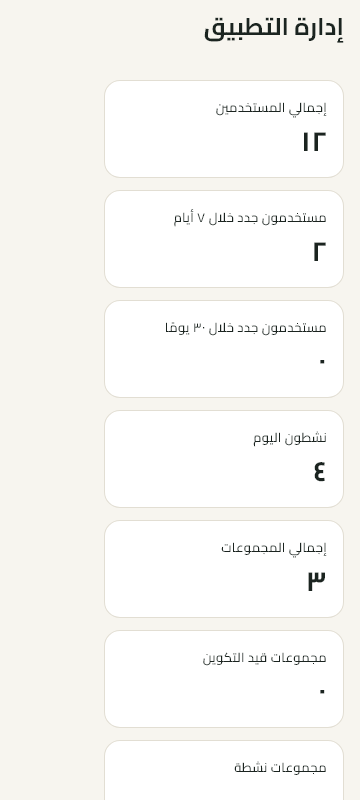 إدارة التطبيق
إجمالي المستخدمين
١٢
مستخدمون جدد خلال ٧ أيام
٢
مستخدمون جدد خلال ٣٠ يومًا
٠
نشطون اليوم
٤
إجمالي المجموعات
٣
مجموعات قيد التكوين
٠
مجموعات نشطة